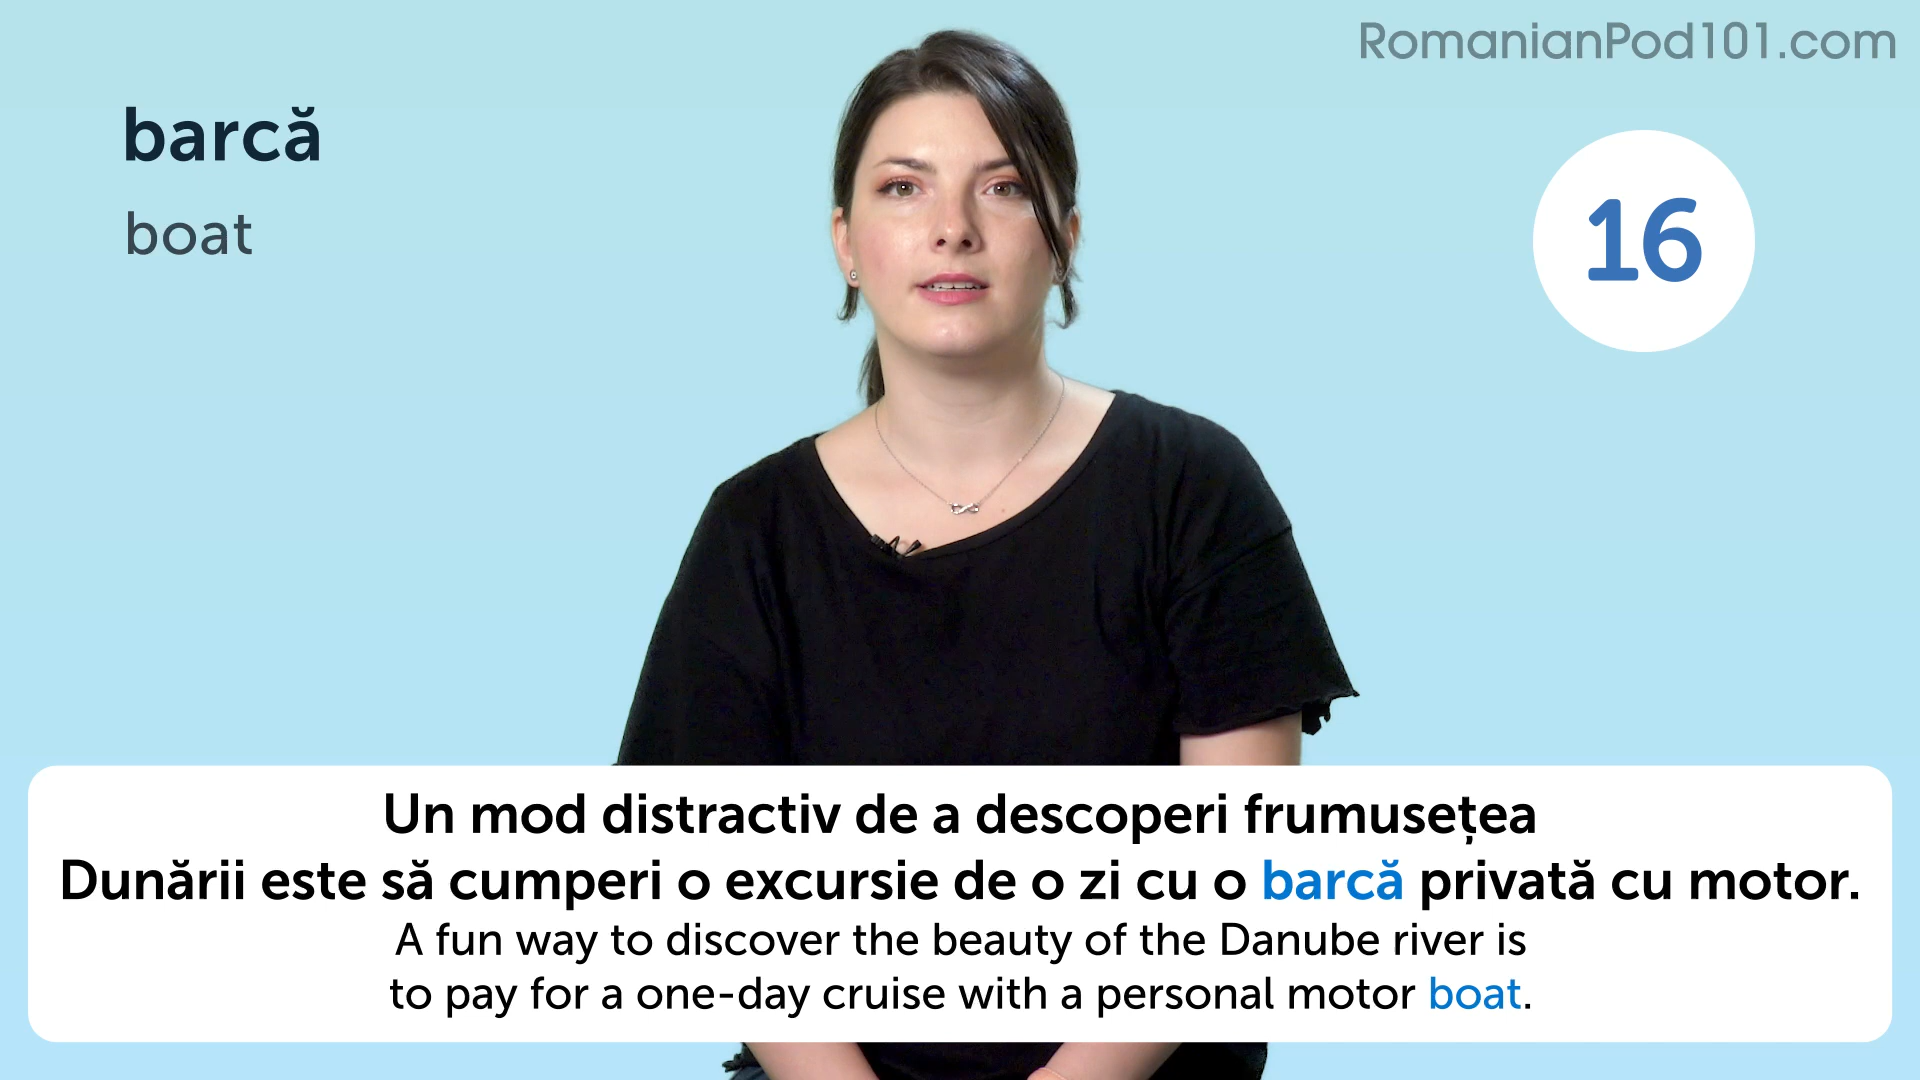 RomanianPod101.com
barcă
boat
16
Un mod distractiv de a descoperi frumusețea
Dunării este să cumperi o excursie de o zi cu o barcă privată cu motor.
A fun way to discover the beauty of the Danube river is
to pay for a one-day cruise with a personal motor boat.